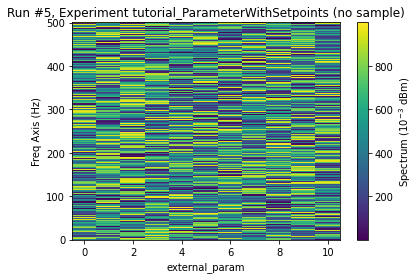 Run #5, Experiment tutorial_ParameterWithSetpoints (no sample)
500
400
300
200
100
0
Freq Axis (Hz)
0 2 4 6 8 10
external_param
800
600
400
200
Spectrum (10⁻³ dBm)